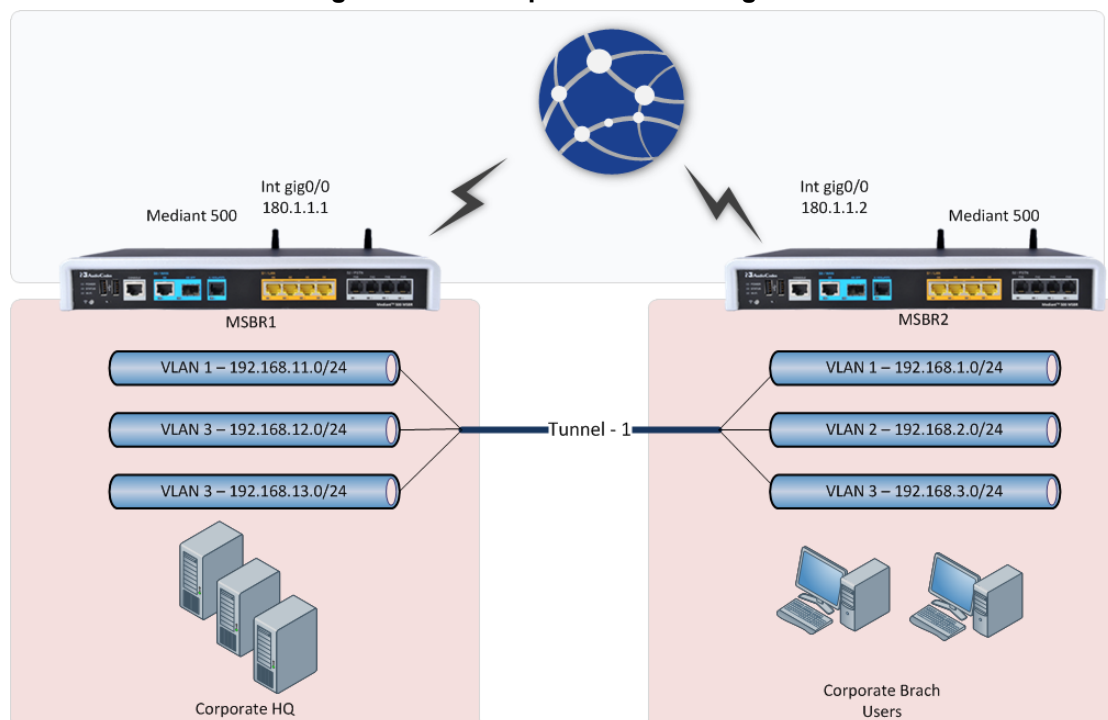 Int gig0/0
180.1.1.1
Mediant 500
Int gig0/0
180.1.1.2
Mediant 500
AudioCodes
MSBR1
MSBR2
VLAN 1 – 192.168.11.0/24
VLAN 3 – 192.168.12.0/24
VLAN 3 – 192.168.13.0/24
Tunnel - 1
VLAN 1 – 192.168.1.0/24
VLAN 2 – 192.168.2.0/24
VLAN 3 – 192.168.3.0/24
Corporate HQ
Corporate Brach
Users